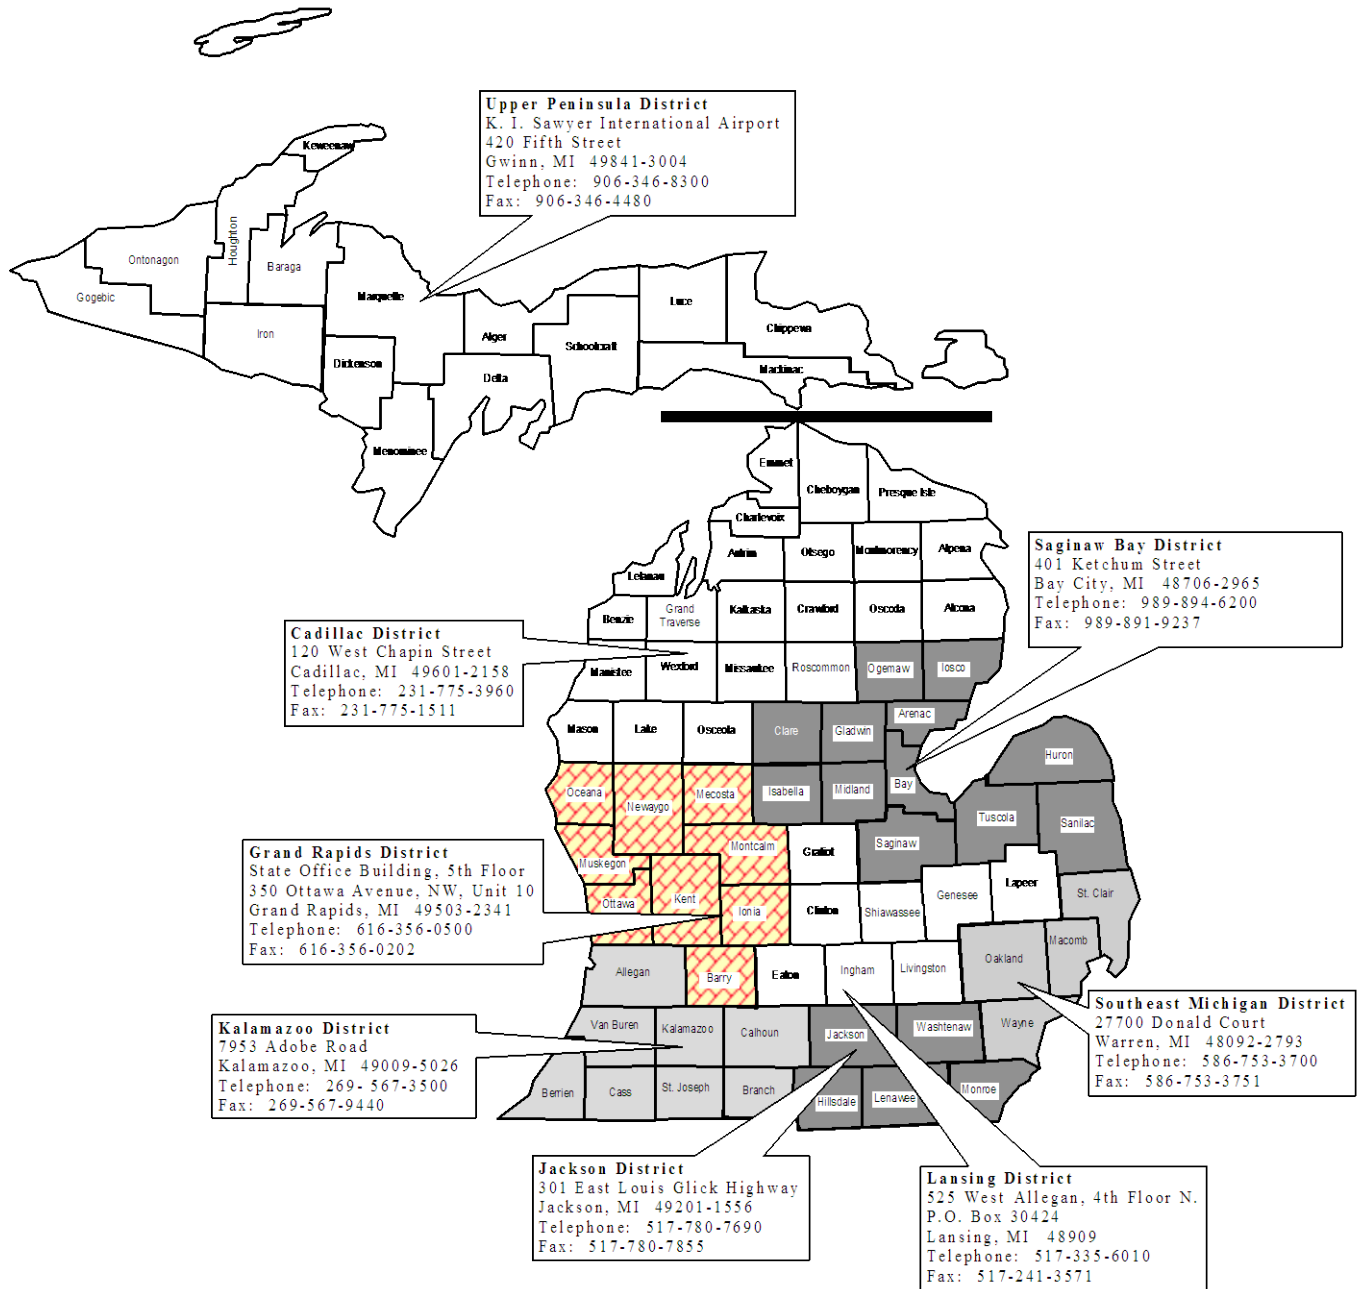 Upper Peninsula District
K. I. Sawyer International Airport
420 Fifth Street
Gwinn, MI 49841-3004
Telephone: 906-346-8300
Fax: 906-346-4480
Keweenaw
Houghton
Ontonagon
Baraga
Gogebic
Marquette
Iron
Luce
Alger
Chippewa
Schoolcraft
Dickenson
Mackinac
Delta
Menominee
Emmet
Cheboygan
Presque Isle
Charlevoix
Antrim
Otsego
Montmorency
Alpena
Lelanau
Benzie
Grand
Traverse
Kalkaska
Crawford
Oscoda
Alcona
Saginaw Bay District
401 Ketchum Street
Bay City, MI 48706-2965
Telephone: 989-894-6200
Fax: 989-891-9237
Cadillac District
120 West Chapin Street
Cadillac, MI 49601-2158
Telephone: 231-775-3960
Fax: 231-775-1511
Manistee
Wexford
Missaukee
Roscommon
Ogemaw
Iosco
Mason
Lake
Osceola
Clare
Gladwin
Arenac
Huron
Oceana
Newaygo
Mecosta
Isabella
Midland
Bay
Tuscola
Sanilac
Grand Rapids District
State Office Building, 5th Floor
350 Ottawa Avenue, NW, Unit 10
Grand Rapids, MI 49503-2341
Telephone: 616-356-0500
Fax: 616-356-0202
Muskegon
Montcalm
Gratiot
Saginaw
Ottawa
Kent
Ionia
Clinton
Shiawassee
Genesee
Lapeer
St. Clair
Allegan
Barry
Eaton
Ingham
Livingston
Oakland
Macomb
Kalamazoo District
7953 Adobe Road
Kalamazoo, MI 49009-5026
Telephone: 269- 567-3500
Fax: 269-567-9440
Van Buren
Kalamazoo
Calhoun
Jackson
Washtenaw
Wayne
Berrien
Cass
St. Joseph
Branch
Hillsdale
Lenawee
Monroe
Southeast Michigan District
27700 Donald Court
Warren, MI 48092-2793
Telephone: 586-753-3700
Fax: 586-753-3751
Jackson District
301 East Louis Glick Highway
Jackson, MI 49201-1556
Telephone: 517-780-7690
Fax: 517-780-7855
Lansing District
525 West Allegan, 4th Floor N.
P.O. Box 30424
Lansing, MI 48909
Telephone: 517-335-6010
Fax: 517-241-3571